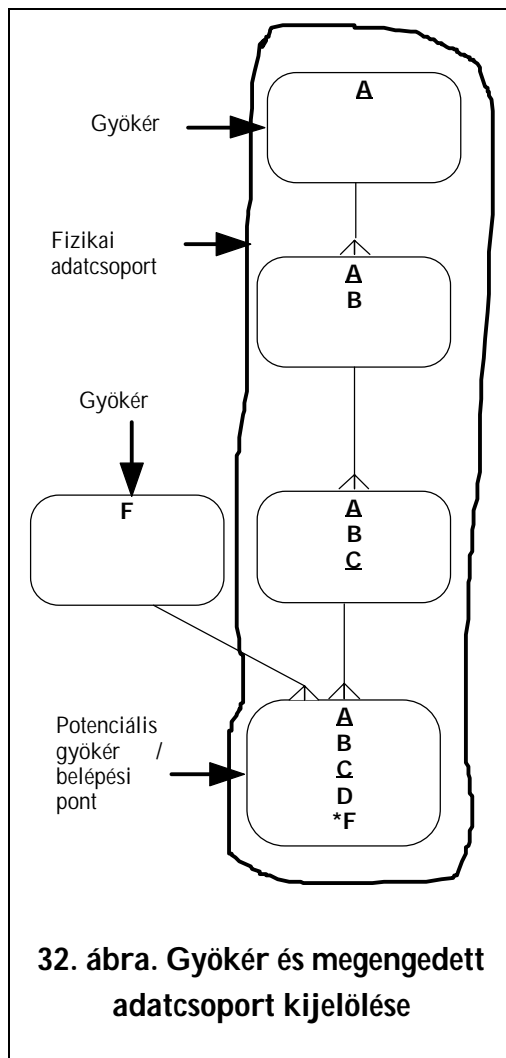 A
Gyökér
Fizikai
adatcsoport
A
B
Gyökér
F
A
B
C
Potenciális
gyökér /
belépési
pont
A
B
C
D
*F
32. ábra. Gyökér és megengedett
adatcsoport kijelölése